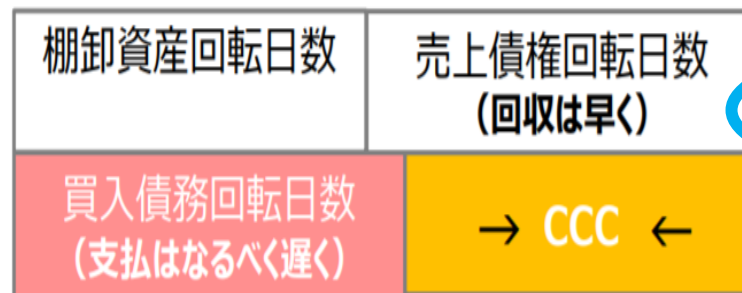 棚卸資産回転日数
売上債権回転日数
(回収は早く)
買入債務回転日数
(支払はなるべく遅く)
→ CCC ←